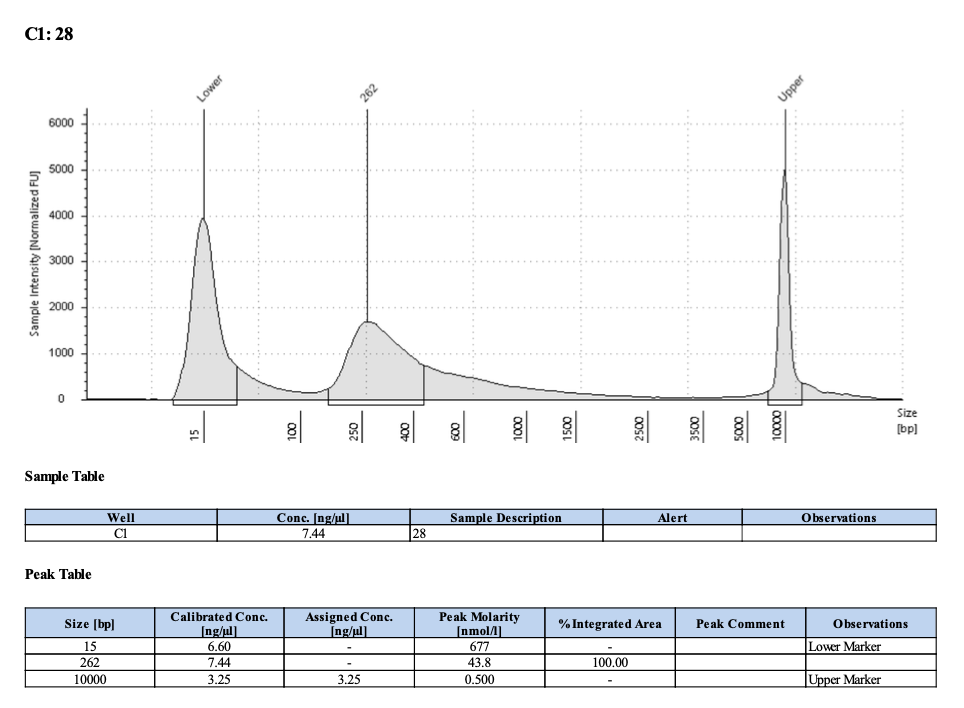 C1: 28
Lower
262
Upper
Sample Intensity [Normalized FU]
6000
5000
4000
3000
2000
1000
0
15
100
250
400
600
1000
1500
2500
3500
5000
10000
Size
[bp]
Sample Table
Well Conc. [ng/µl] Sample Description Alert Observations
C1 7.44 28
Peak Table
Size [bp] Calibrated Conc. [ng/µl] Assigned Conc. [ng/µl] Peak Molarity [nmol/l] % Integrated Area Peak Comment Observations
15 6.60 - 677 - Lower Marker
262 7.44 - 43.8 100.00
10000 3.25 3.25 0.500 - Upper Marker